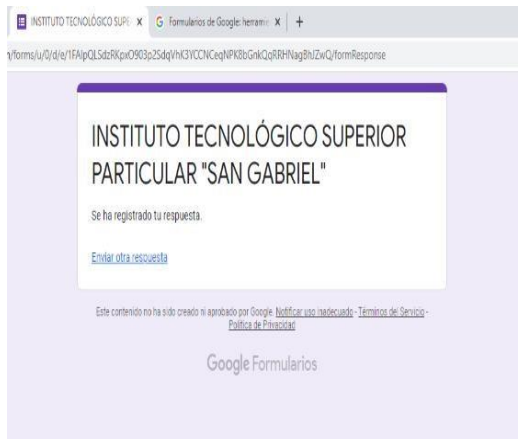 INSTITUTO TECNOLÓGICO SUPE
Formularios de Google: herramie
INSTITUTO TECNOLÓGICO SUPERIOR
PARTICULAR "SAN GABRIEL"
Se ha registrado tu respuesta.
Enviar otra respuesta
Este contenido no ha sido creado ni aprobado por Google. Notificar uso inadecuado - Términos del Servicio -
Política de Privacidad
Google Formularios